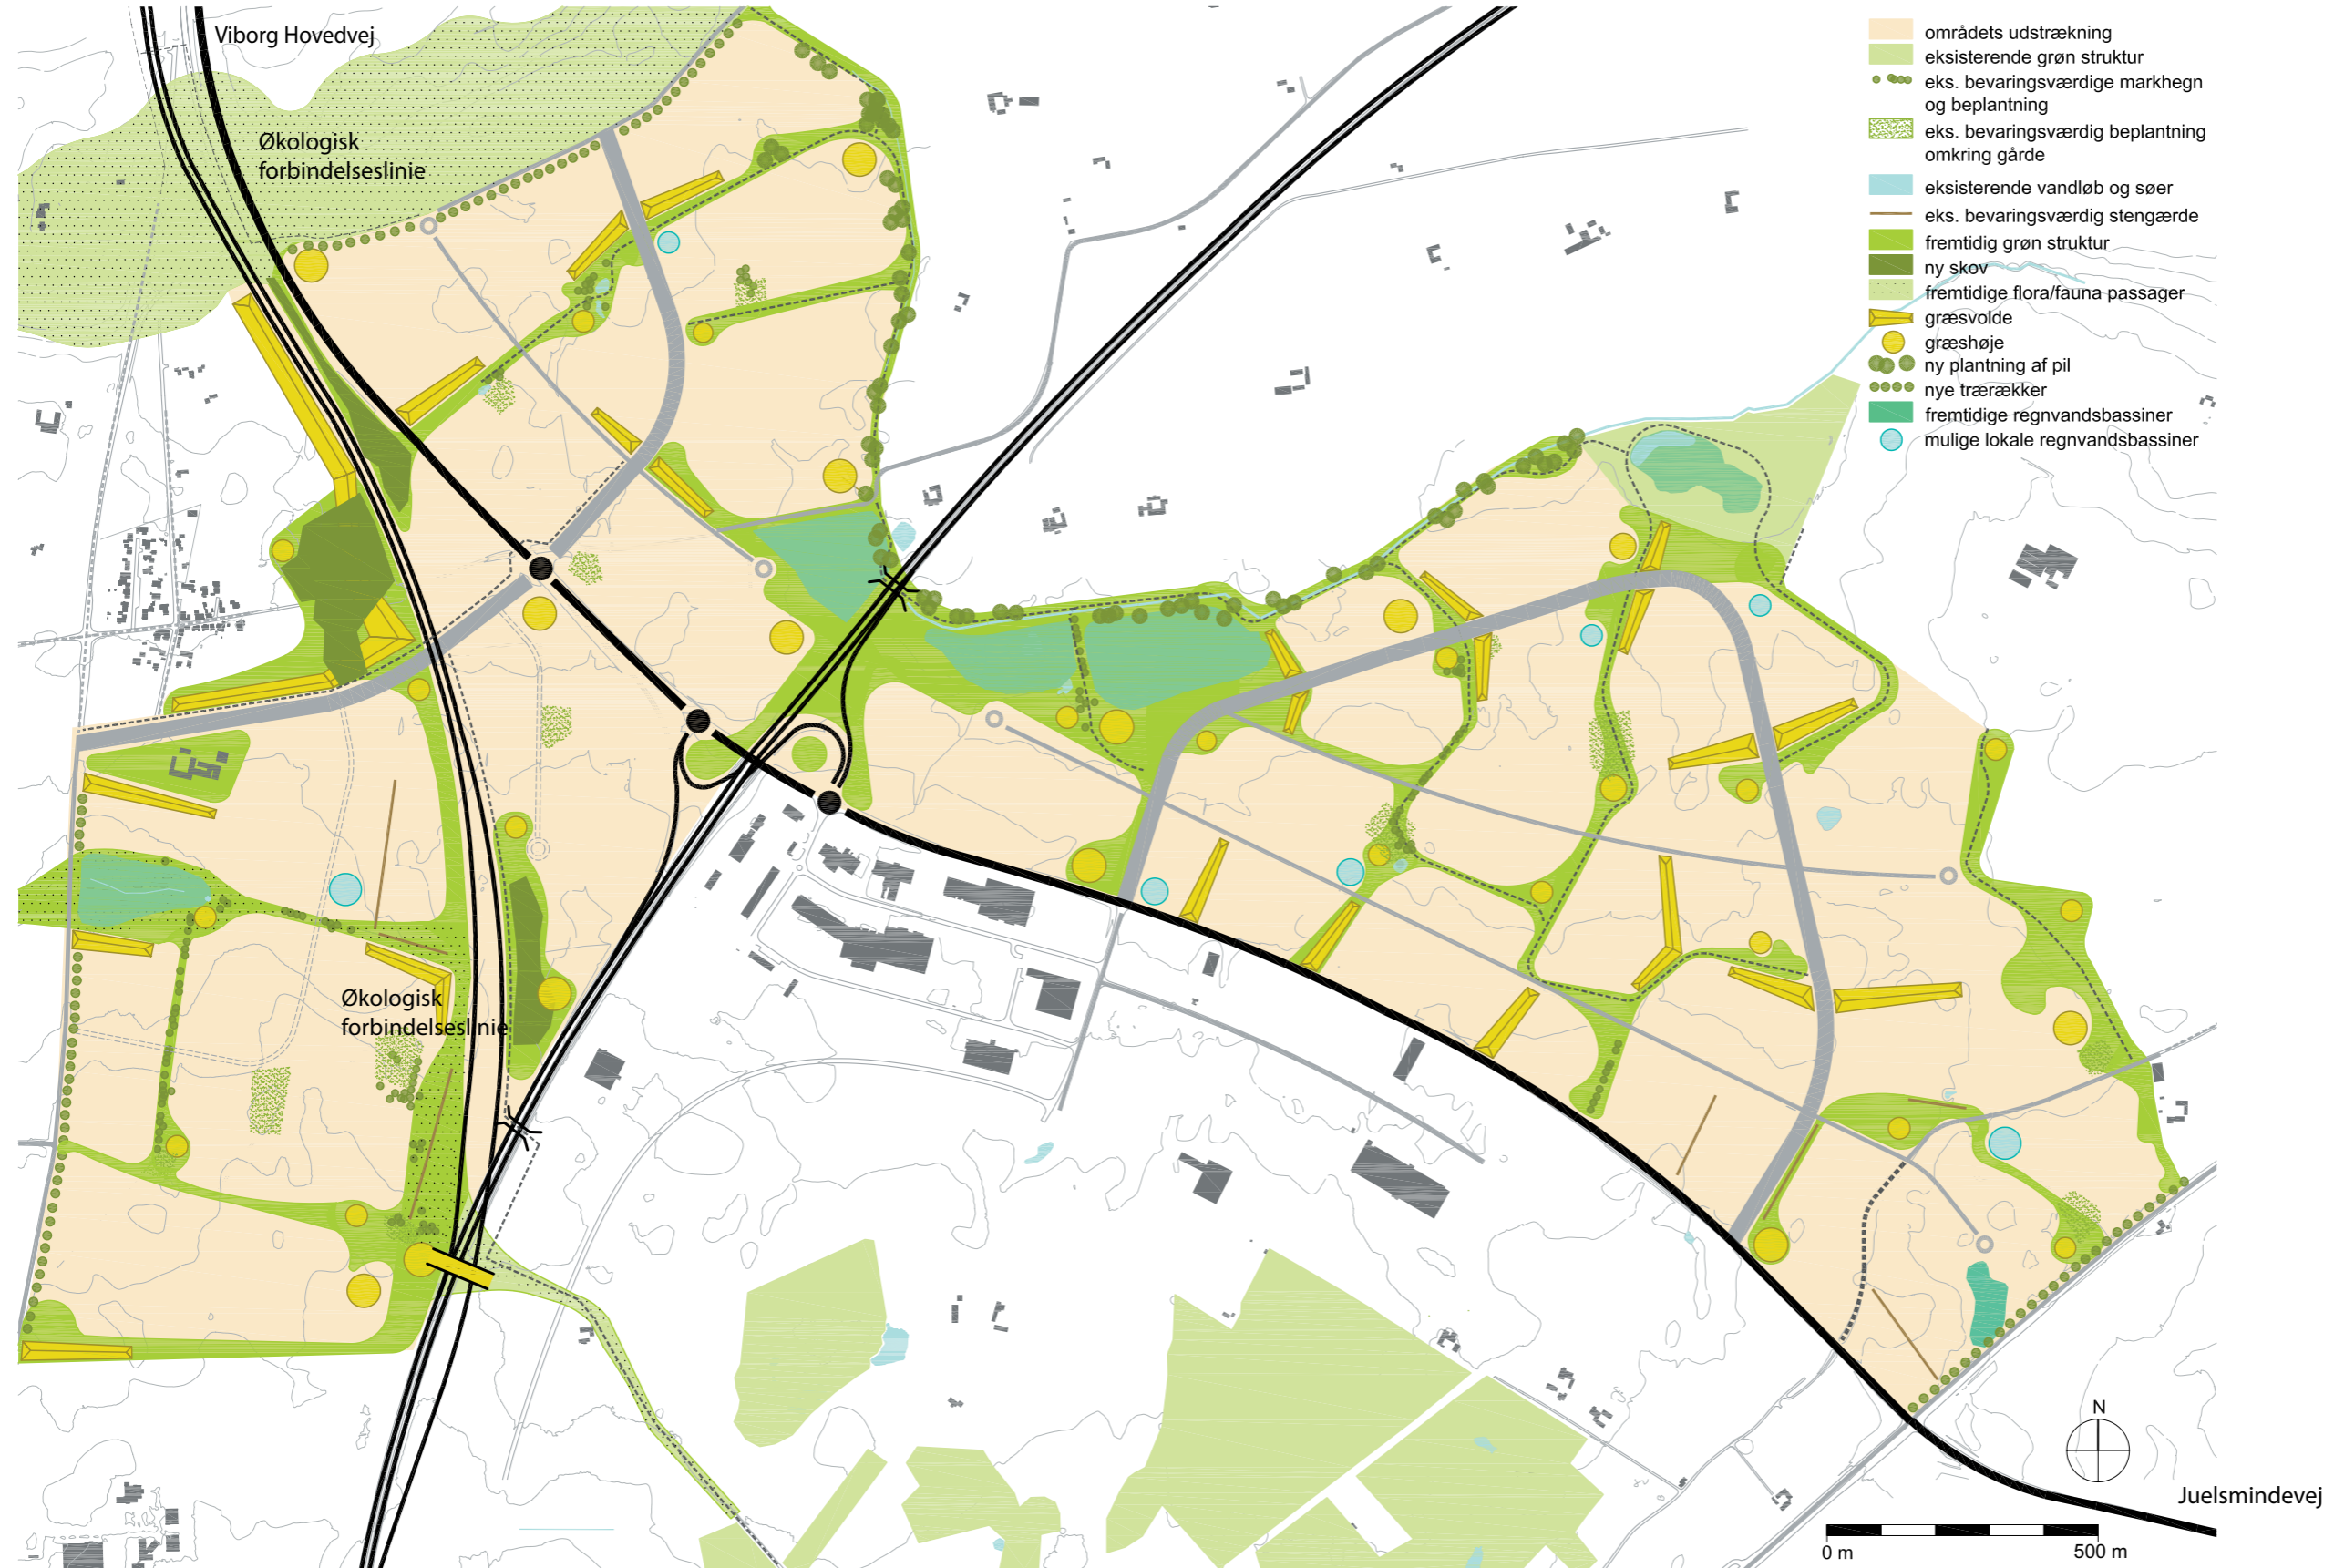 Viborg Hovedvej
Økologisk
forbindelseslinie
Økologisk
forbindelseslinie
områdets udstrækning
eksisterende grøn struktur
eks. bevaringsværdige markhegn
og beplantning
eks. bevaringsværdig beplantning
omkring gårde
eksisterende vandløb og søer
eks. bevaringsværdig stengærde
fremtidig grøn struktur
ny skov
fremtidige flora/fauna passager
græsvolde
græshøje
ny plantning af pil
nye trærækker
fremtidige regnvandsbassiner
mulige lokale regnvandsbassiner
N
Juelsmindevej
0 m
500 m